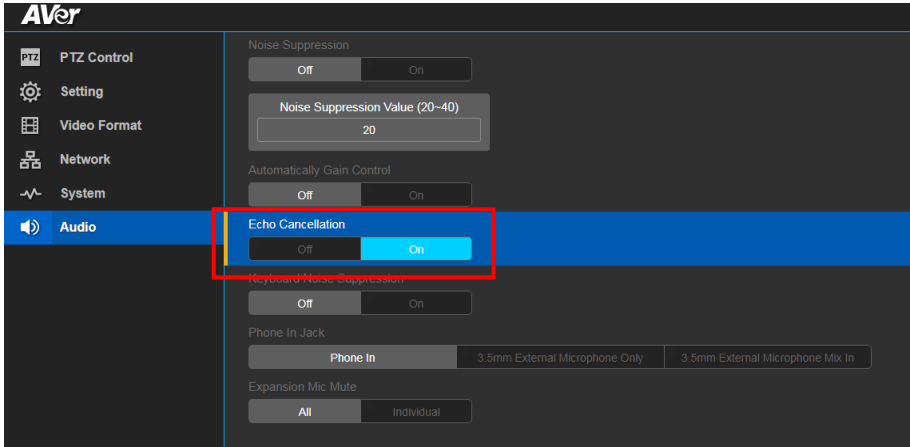 AVer
PTZ PTZ Control
Setting
Video Format
Network
System
Audio
Noise Suppression
Off On
Noise Suppression Value (20~40)
20
Automatically Gain Control
Off On
Echo Cancellation
Off On
Keyboard Noise Suppression
Off On
Phone In Jack
Phone In 3.5mm External Microphone Only 3.5mm External Microphone Mix In
Expansion Mic Mute
All Individual